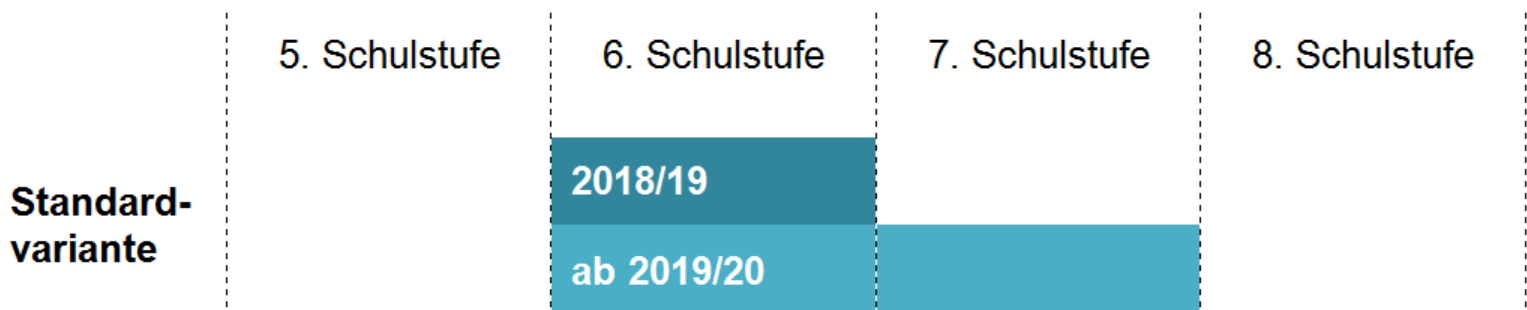 5. Schulstufe 6. Schulstufe 7. Schulstufe 8. Schulstufe
2018/19
Standard-
variante
ab 2019/20